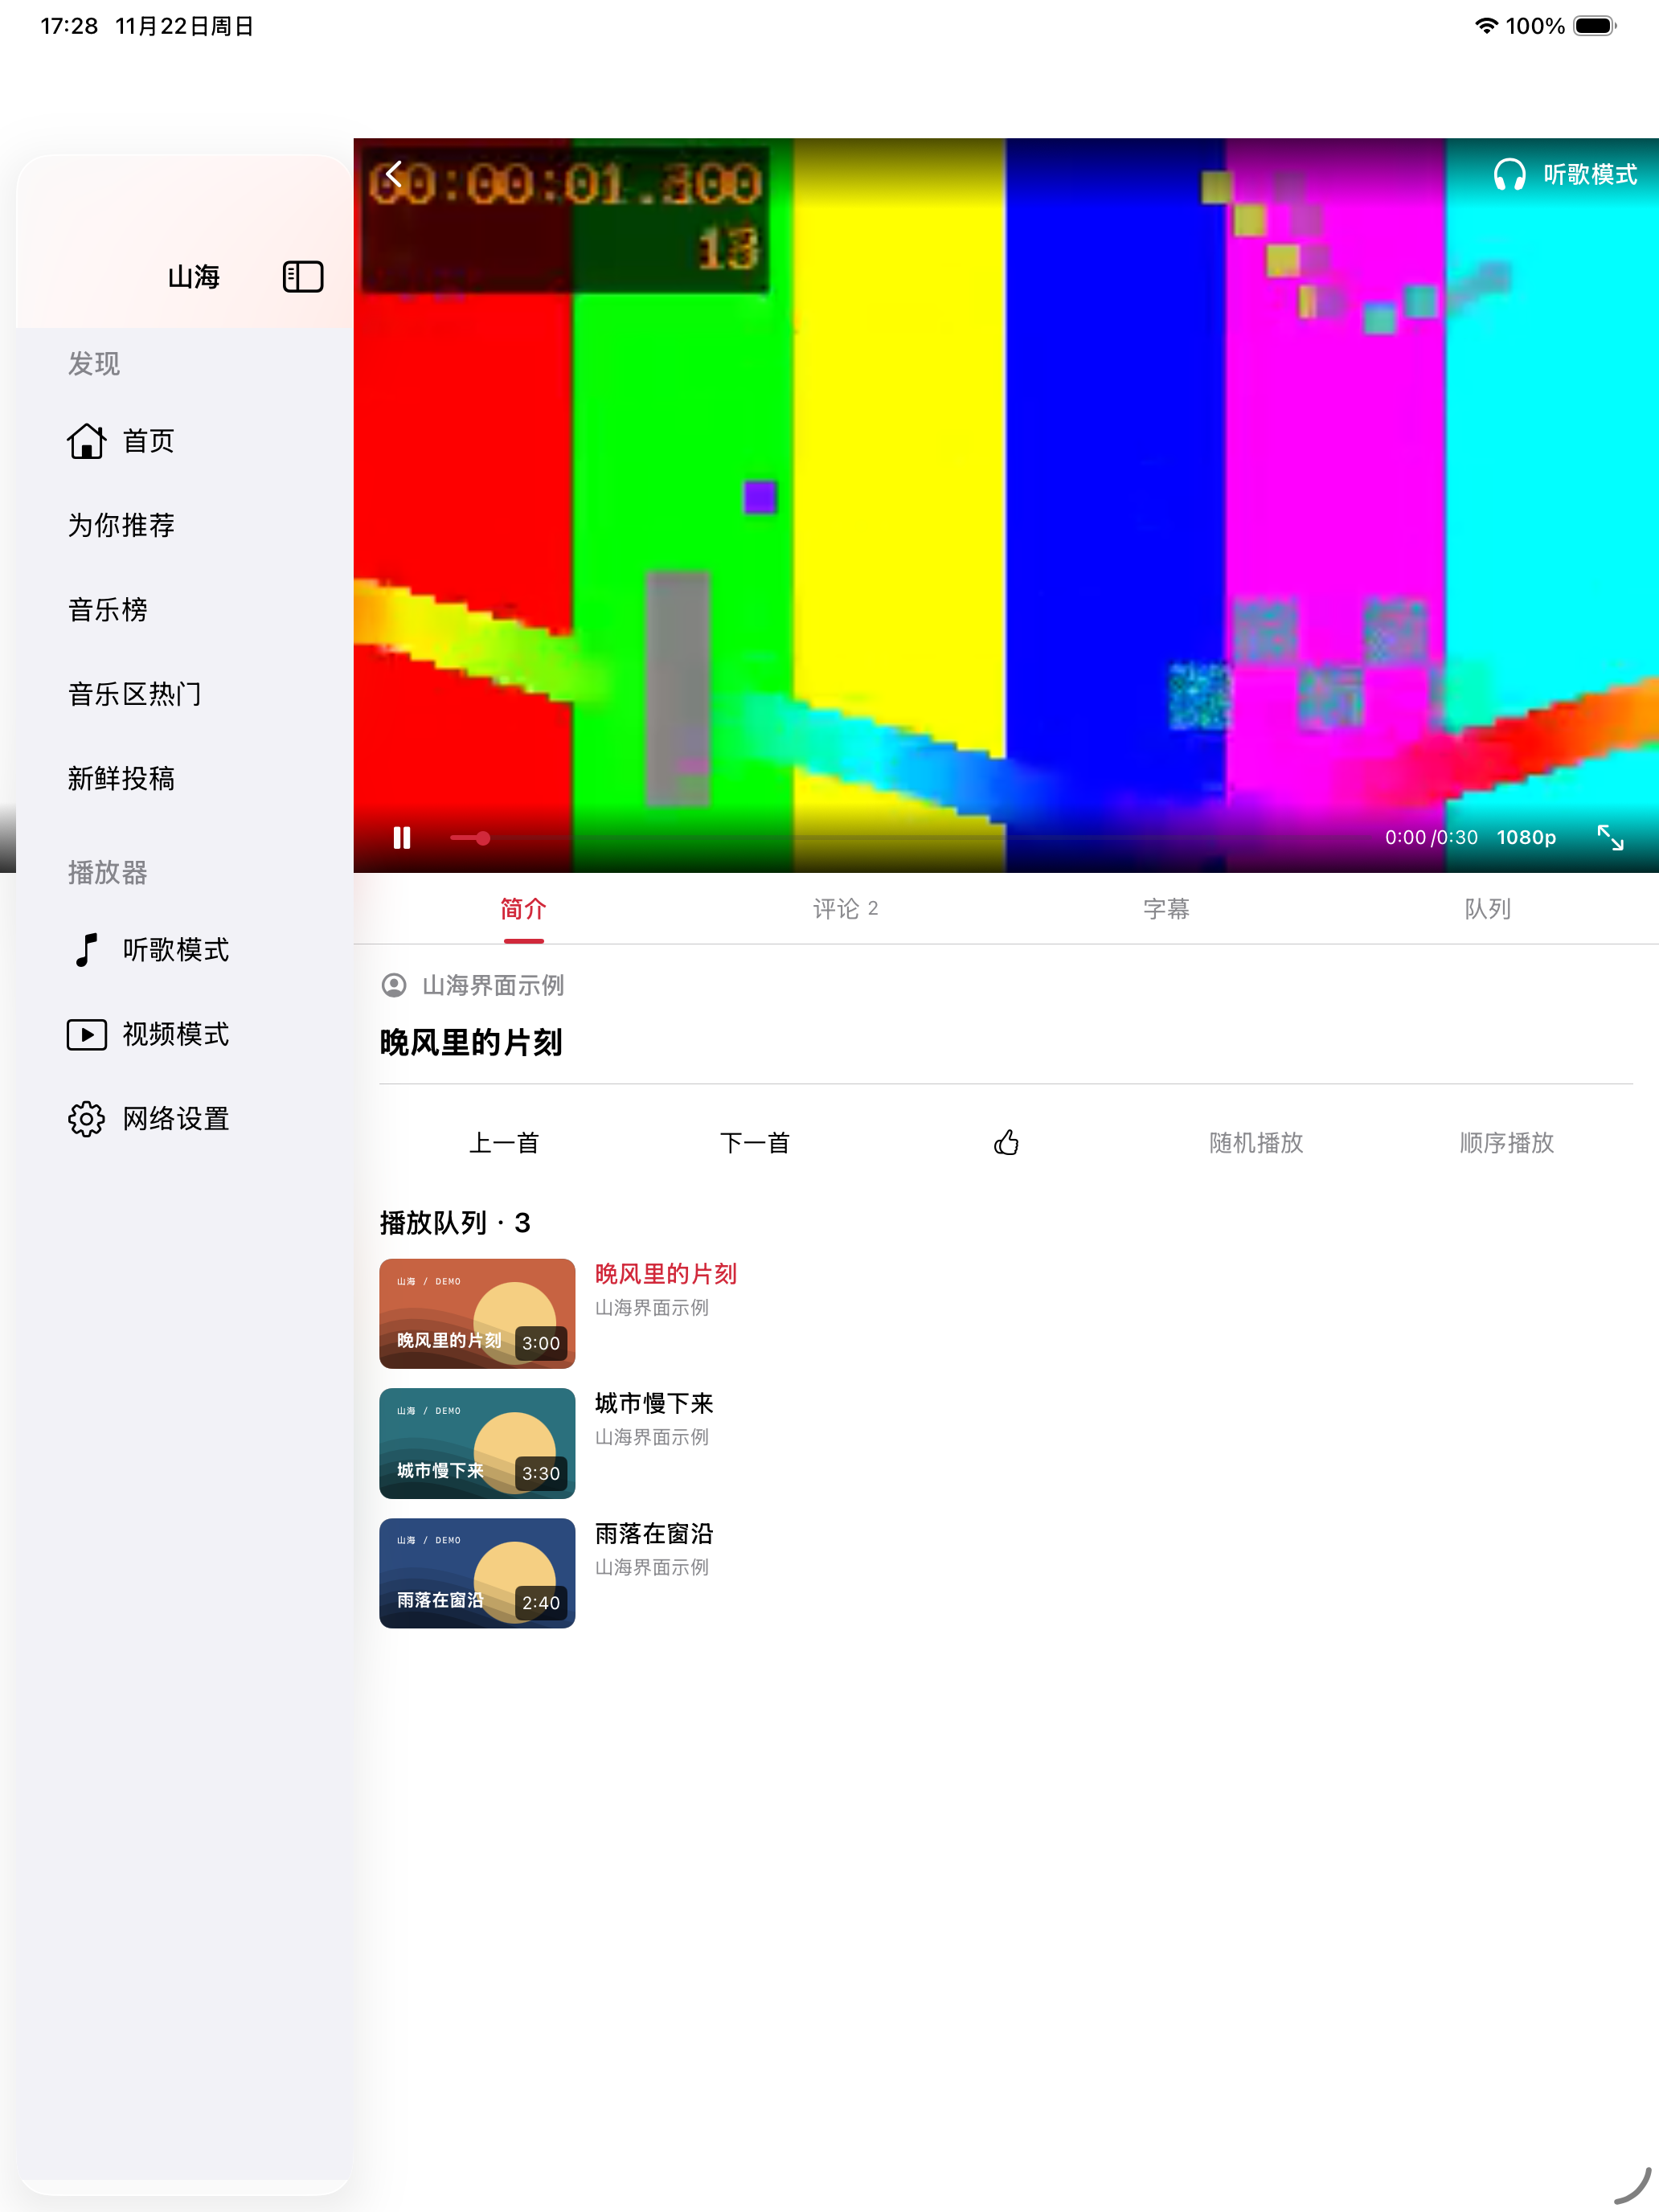 17:28 11月22日周日
100%
山海
发现
首页
为你推荐
音乐榜
音乐区热门
新鲜投稿
播放器
听歌模式
视频模式
网络设置
13
听歌模式
0:00/0:30 1080p
简介 评论 2 字幕 队列
山海界面示例
晚风里的片刻
上一首 下一首 随机播放 顺序播放
播放队列 · 3
山海 / DEMO
晚风里的片刻
3:00
晚风里的片刻
山海界面示例
山海 / DEMO
城市慢下来
3:30
城市慢下来
山海界面示例
山海 / DEMO
雨落在窗沿
2:40
雨落在窗沿
山海界面示例